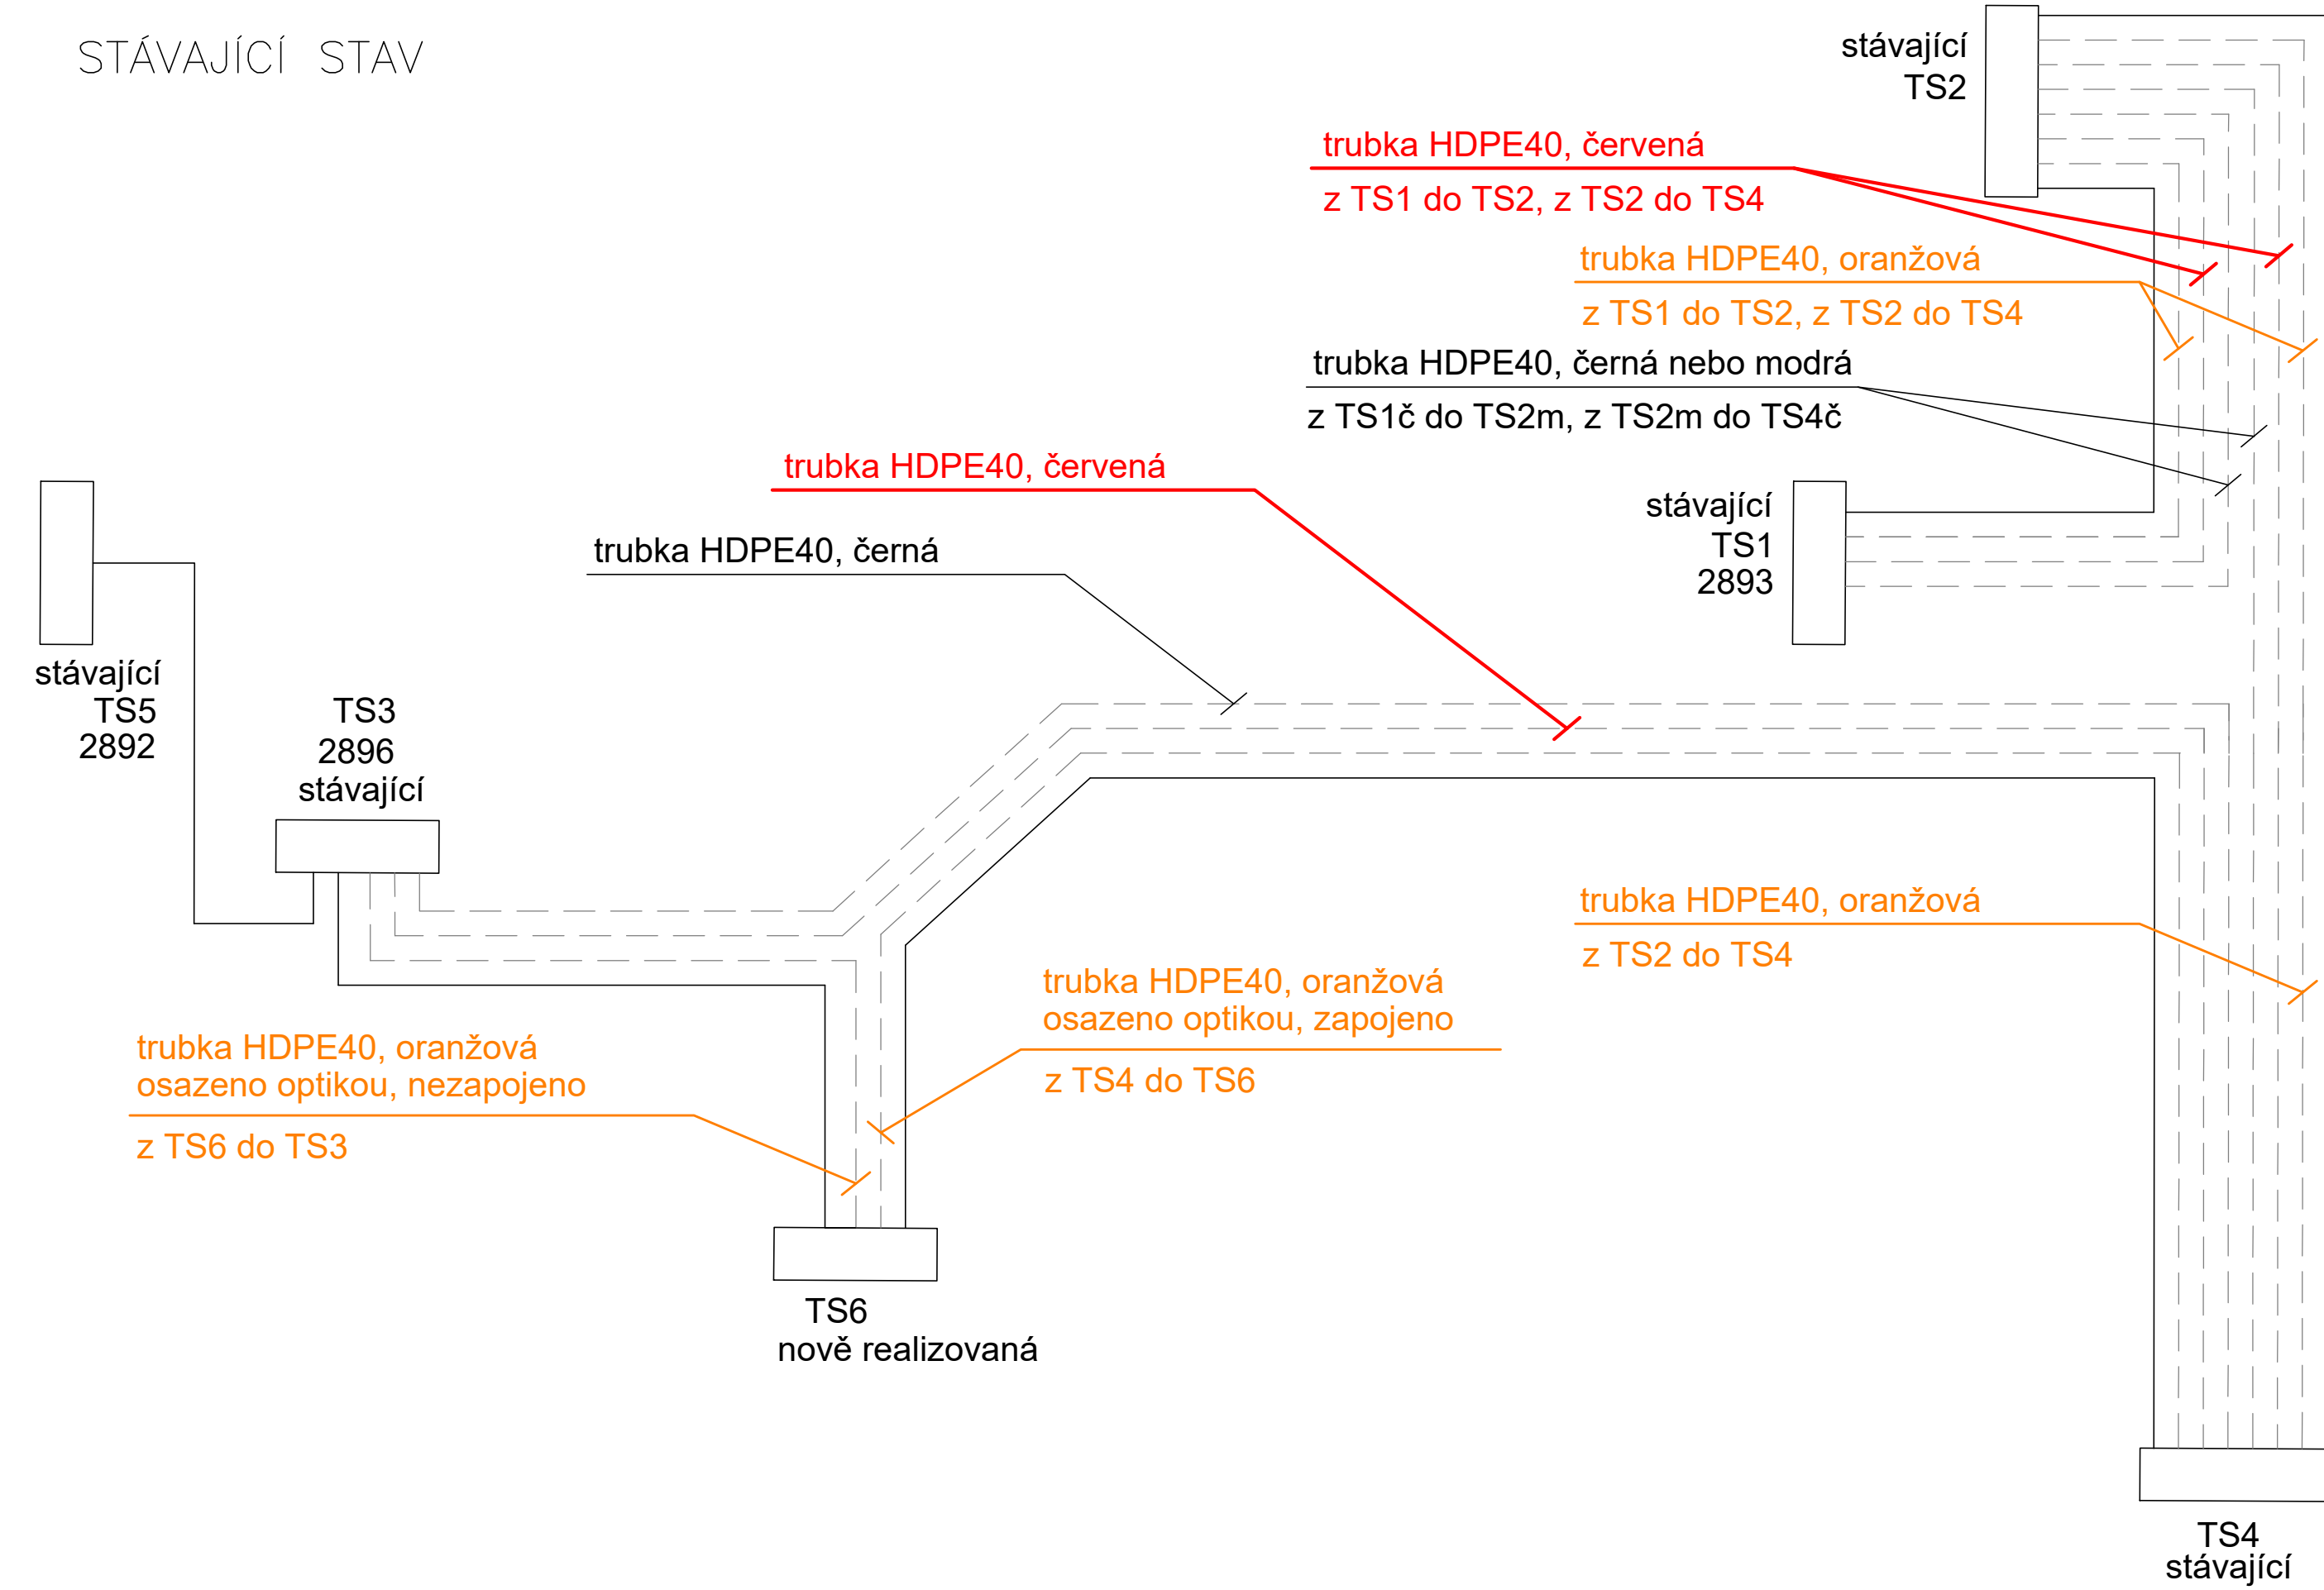 STÁVAJÍCÍ STAV
stávající
TS2
trubka HDPE40, červená
z TS1 do TS2, z TS2 do TS4
trubka HDPE40, oranžová
z TS1 do TS2, z TS2 do TS4
trubka HDPE40, černá nebo modrá
z TS1č do TS2m, z TS2m do TS4č
trubka HDPE40, červená
stávající
TS1
2893
trubka HDPE40, černá
stávající
TS5
2892
TS3
2896
stávající
trubka HDPE40, oranžová
z TS2 do TS4
trubka HDPE40, oranžová
osazeno optikou, zapojeno
z TS4 do TS6
trubka HDPE40, oranžová
osazeno optikou, nezapojeno
z TS6 do TS3
TS6
nově realizovaná
TS4
stávající